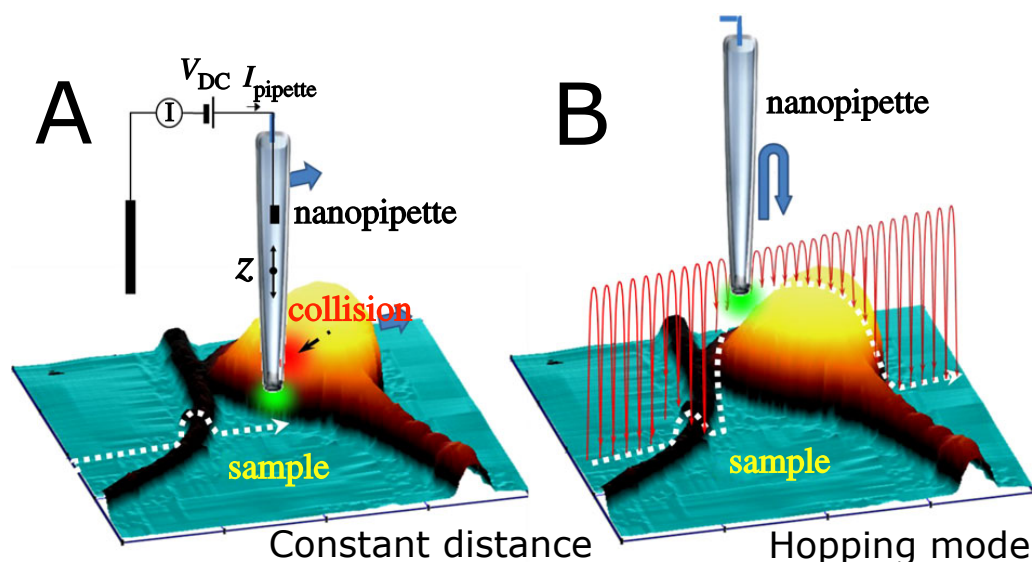 A
V_DC
I_pipette
I
nanopipette
z
collision
sample
Constant distance
B
nanopipette
sample
Hopping mode